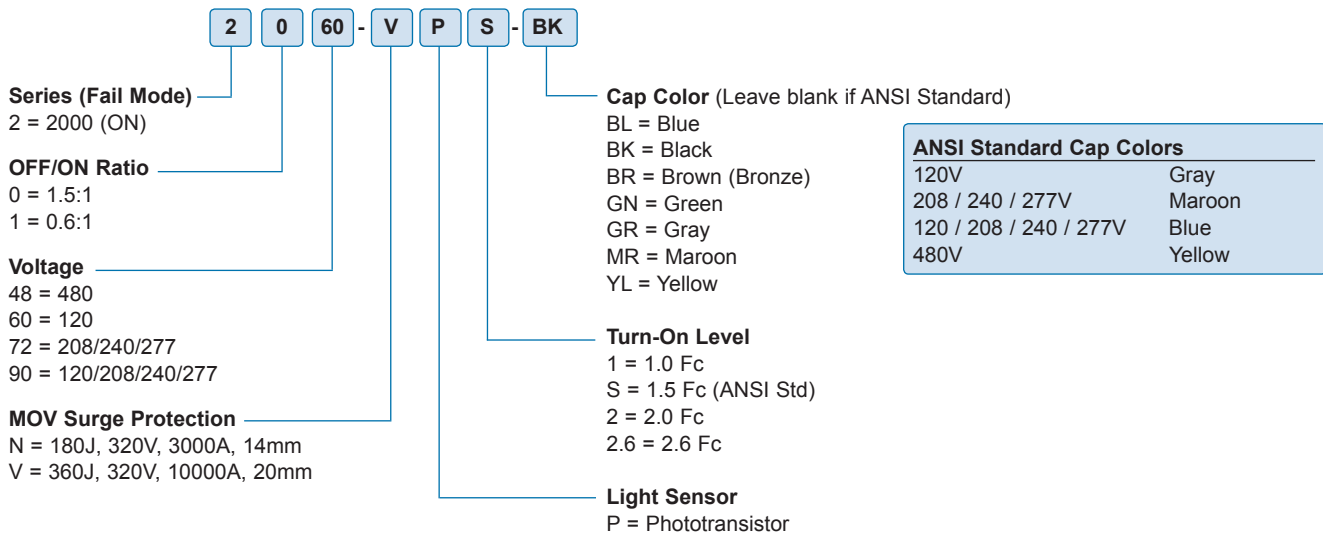 2 0 60 - V P S - BK
Series (Fail Mode)
2 = 2000 (ON)
OFF/ON Ratio
0 = 1.5:1
1 = 0.6:1
Voltage
48 = 480
60 = 120
72 = 208/240/277
90 = 120/208/240/277
MOV Surge Protection
N = 180J, 320V, 3000A, 14mm
V = 360J, 320V, 10000A, 20mm
Cap Color (Leave blank if ANSI Standard)
BL = Blue
BK = Black
BR = Brown (Bronze)
GN = Green
GR = Gray
MR = Maroon
YL = Yellow
ANSI Standard Cap Colors
120V Gray
208 / 240 / 277V Maroon
120 / 208 / 240 / 277V Blue
480V Yellow
Turn-On Level
1 = 1.0 Fc
S = 1.5 Fc (ANSI Std)
2 = 2.0 Fc
2.6 = 2.6 Fc
Light Sensor
P = Phototransistor